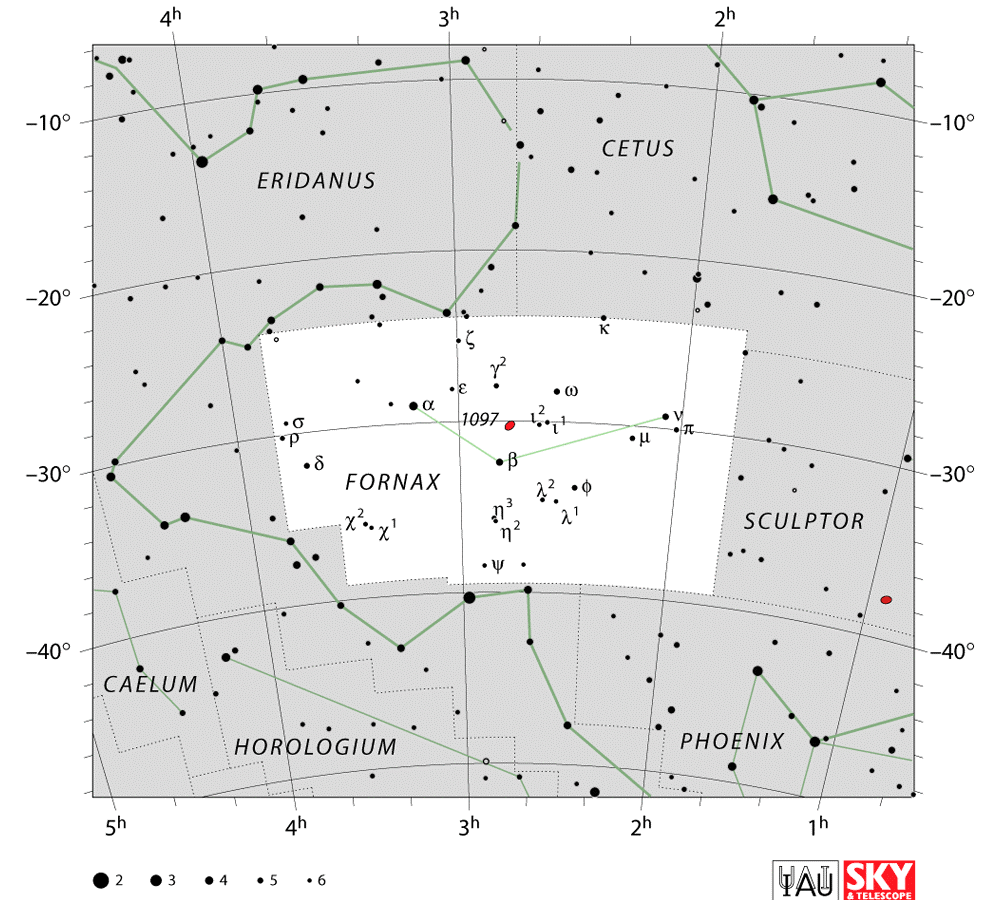 4ʰ 3ʰ 2ʰ
−10° −10°
CETUS
ERIDANUS
−20° −20°
κ
ζ
γ²
ε ω
α
1097 ι² ι¹ ν
σ π
ρ μ
β
δ
−30° −30°
FORNAX
λ² φ
η³ λ¹
χ² χ¹ η²
SCULPTOR
ψ
−40° −40°
CAELUM
PHOENIX
HOROLOGIUM
5ʰ 4ʰ 3ʰ 2ʰ 1ʰ
2 3 4 5 6
IAU
SKY
& TELESCOPE